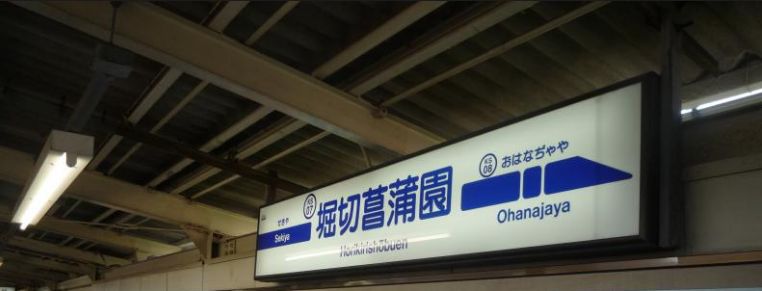 せきや
Sekiya
KS
07
堀切菖蒲園
Horikirishōbuen
KS
08
おはなぢゃや
Ohanajaya